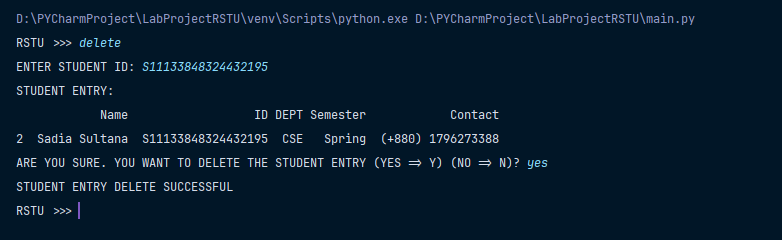 D:\PYCharmProject\LabProjectRSTU\venv\Scripts\python.exe D:\PYCharmProject\LabProjectRSTU\main.py
RSTU >>> delete
ENTER STUDENT ID: S11133848324432195
STUDENT ENTRY:
Name ID DEPT Semester Contact
2 Sadia Sultana S11133848324432195 CSE Spring (+880) 1796273388
ARE YOU SURE. YOU WANT TO DELETE THE STUDENT ENTRY (YES => Y) (NO => N)? yes
STUDENT ENTRY DELETE SUCCESSFUL
RSTU >>>